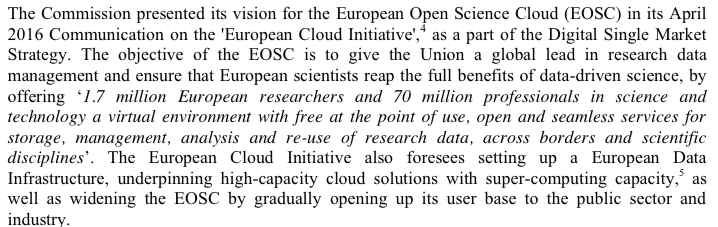 The Commission presented its vision for the European Open Science Cloud (EOSC) in its April
2016 Communication on the 'European Cloud Initiative',⁴ as a part of the Digital Single Market
Strategy. The objective of the EOSC is to give the Union a global lead in research data
management and ensure that European scientists reap the full benefits of data-driven science, by
offering ‘1.7 million European researchers and 70 million professionals in science and
technology a virtual environment with free at the point of use, open and seamless services for
storage, management, analysis and re-use of research data, across borders and scientific
disciplines’. The European Cloud Initiative also foresees setting up a European Data
Infrastructure, underpinning high-capacity cloud solutions with super-computing capacity,⁵ as
well as widening the EOSC by gradually opening up its user base to the public sector and
industry.